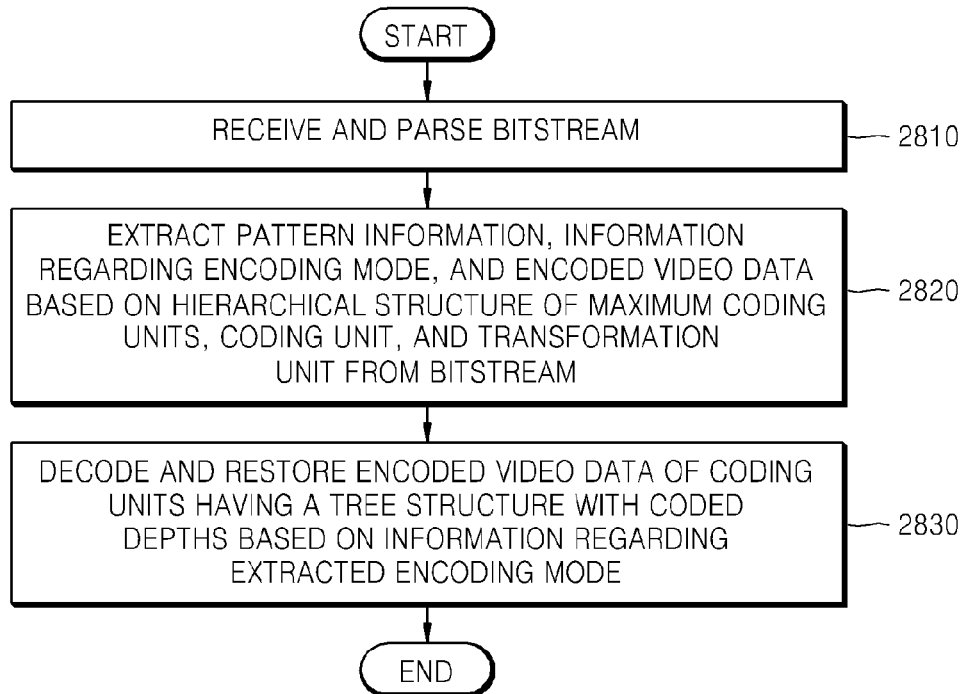 START
RECEIVE AND PARSE BITSTREAM
2810
EXTRACT PATTERN INFORMATION, INFORMATION
REGARDING ENCODING MODE, AND ENCODED VIDEO DATA
BASED ON HIERARCHICAL STRUCTURE OF MAXIMUM CODING
UNITS, CODING UNIT, AND TRANSFORMATION
UNIT FROM BITSTREAM
2820
DECODE AND RESTORE ENCODED VIDEO DATA OF CODING
UNITS HAVING A TREE STRUCTURE WITH CODED
DEPTHS BASED ON INFORMATION REGARDING
EXTRACTED ENCODING MODE
2830
END